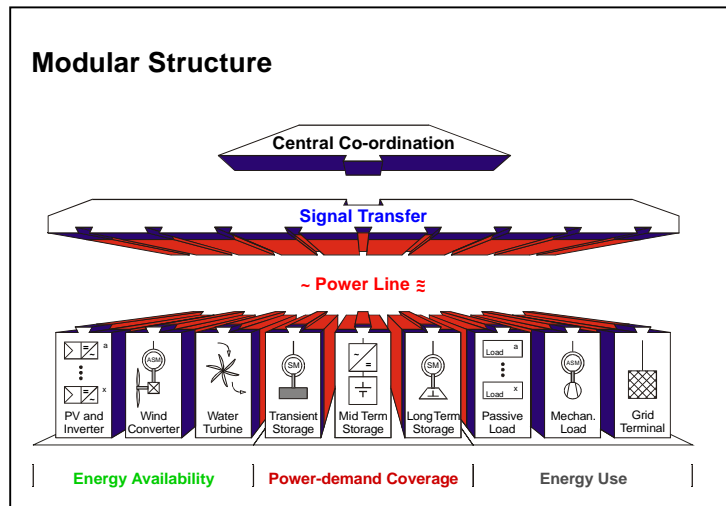 Modular Structure
Central Co-ordination
Signal Transfer
~ Power Line ≋
a
x
PV and
Inverter
ASM
Wind
Converter
Water
Turbine
SM
Transient
Storage
~
=
Mid Term
Storage
SM
Long Term
Storage
Load a
Load x
Passive
Load
ASM
Mechan.
Load
Grid
Terminal
Energy Availability
Power-demand Coverage
Energy Use